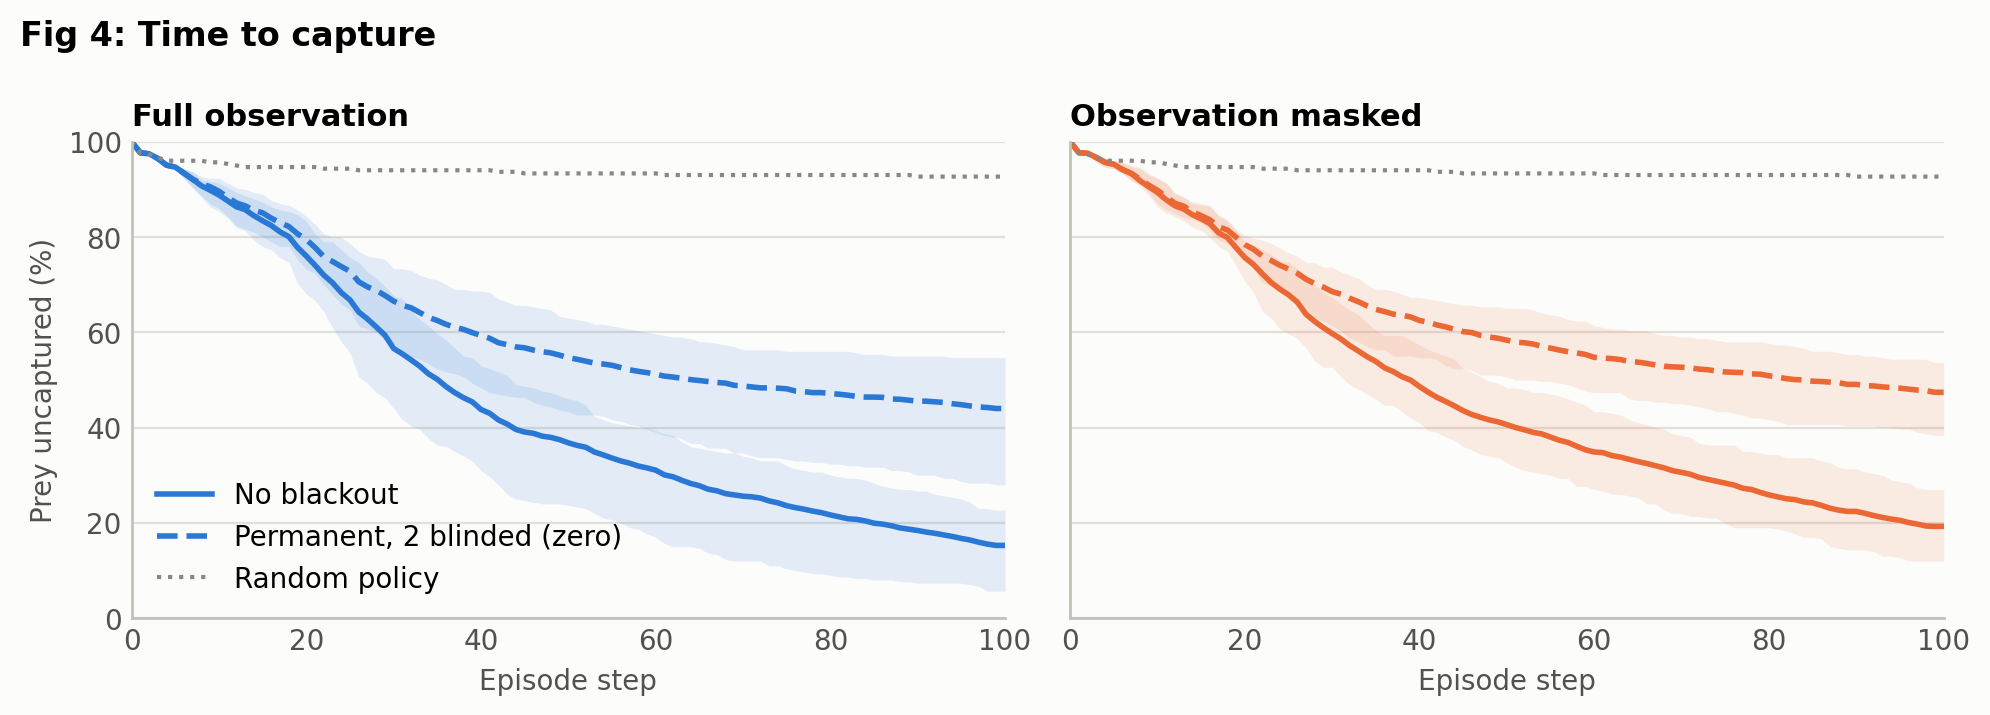 Fig 4: Time to capture
Full observation
Prey uncaptured (%)
100
80
60
40
20
0
No blackout
Permanent, 2 blinded (zero)
Random policy
0 20 40 60 80 100
Episode step
Observation masked
0 20 40 60 80 100
Episode step